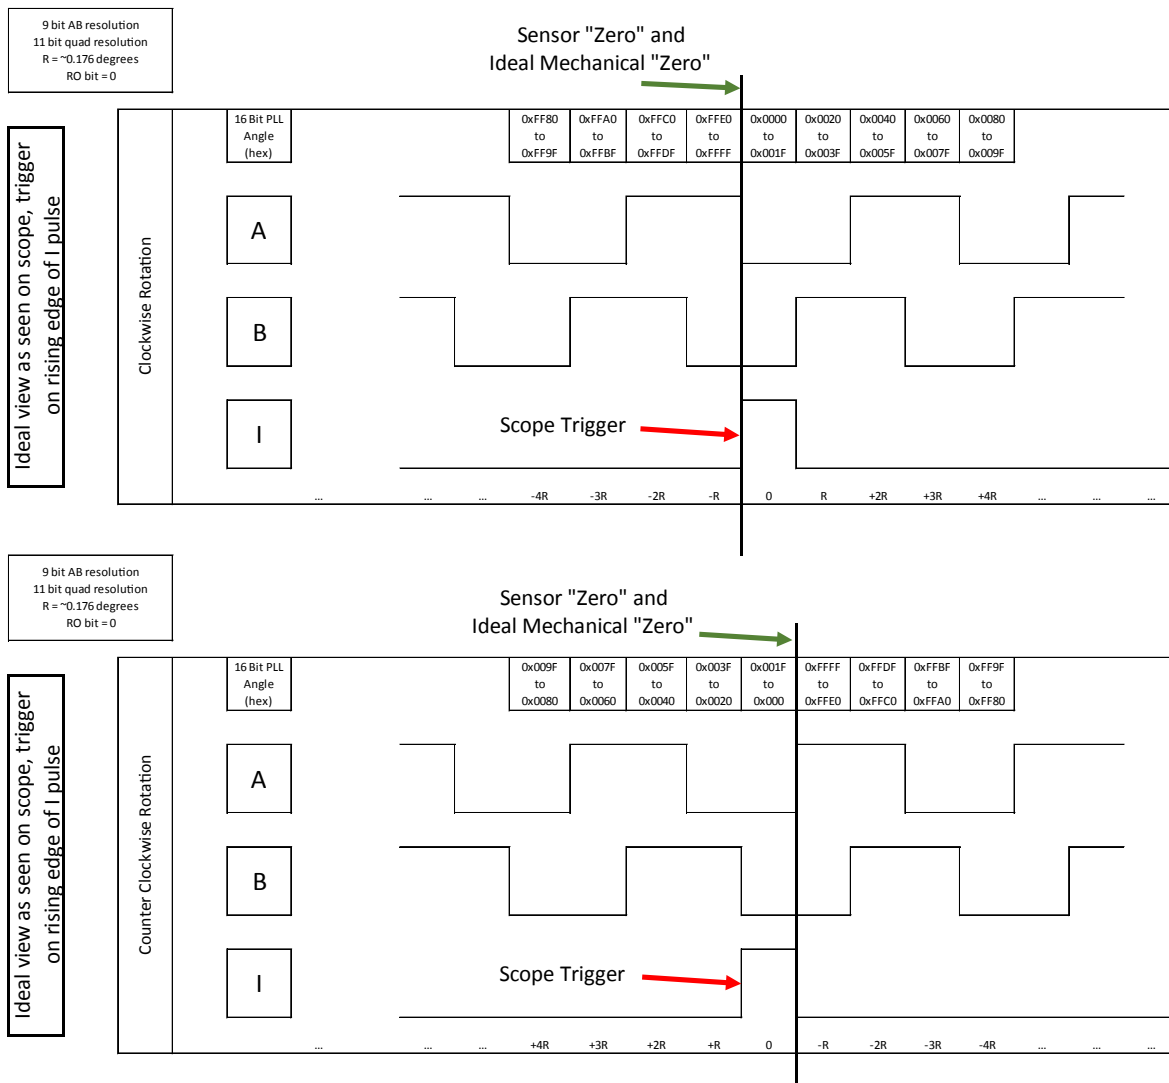 9 bit AB resolution
11 bit quad resolution
R = ~0.176 degrees
RO bit = 0
Sensor "Zero" and
Ideal Mechanical "Zero"
Ideal view as seen on scope, trigger
on rising edge of I pulse
Clockwise Rotation
16 Bit PLL
Angle
(hex)
0xFF80 0xFFA0 0xFFC0 0xFFE0 0x0000 0x0020 0x0040 0x0060 0x0080
to to to to to to to to to
0xFF9F 0xFFBF 0xFFDF 0xFFFF 0x001F 0x003F 0x005F 0x007F 0x009F
A
B
Scope Trigger
I
... ... ... -4R -3R -2R -R 0 R +2R +3R +4R ... ... ...
9 bit AB resolution
11 bit quad resolution
R = ~0.176 degrees
RO bit = 0
Sensor "Zero" and
Ideal Mechanical "Zero"
Ideal view as seen on scope, trigger
on rising edge of I pulse
Counter Clockwise Rotation
16 Bit PLL
Angle
(hex)
0x009F 0x007F 0x005F 0x003F 0x001F 0xFFFF 0xFFDF 0xFFBF 0xFF9F
to to to to to to to to to
0x0080 0x0060 0x0040 0x0020 0x000 0xFFE0 0xFFC0 0xFFA0 0xFF80
A
B
Scope Trigger
I
... ... ... +4R +3R +2R +R 0 -R -2R -3R -4R ... ... ...